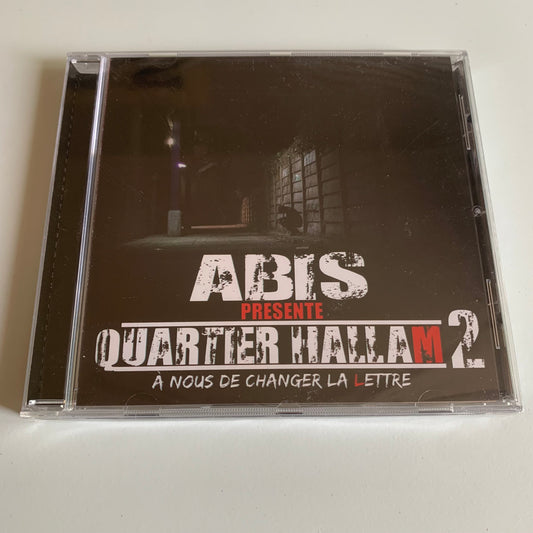 ABIS
PRESENTE
QUARTIER HALLAM 2
À NOUS DE CHANGER LA LETTRE